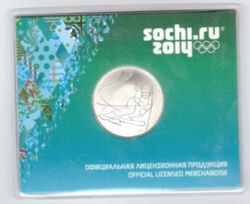 sochi.ru
2014
ОФИЦИАЛЬНАЯ ЛИЦЕНЗИОННАЯ ПРОДУКЦИЯ
OFFICIAL LICENSED MERCHANDISE